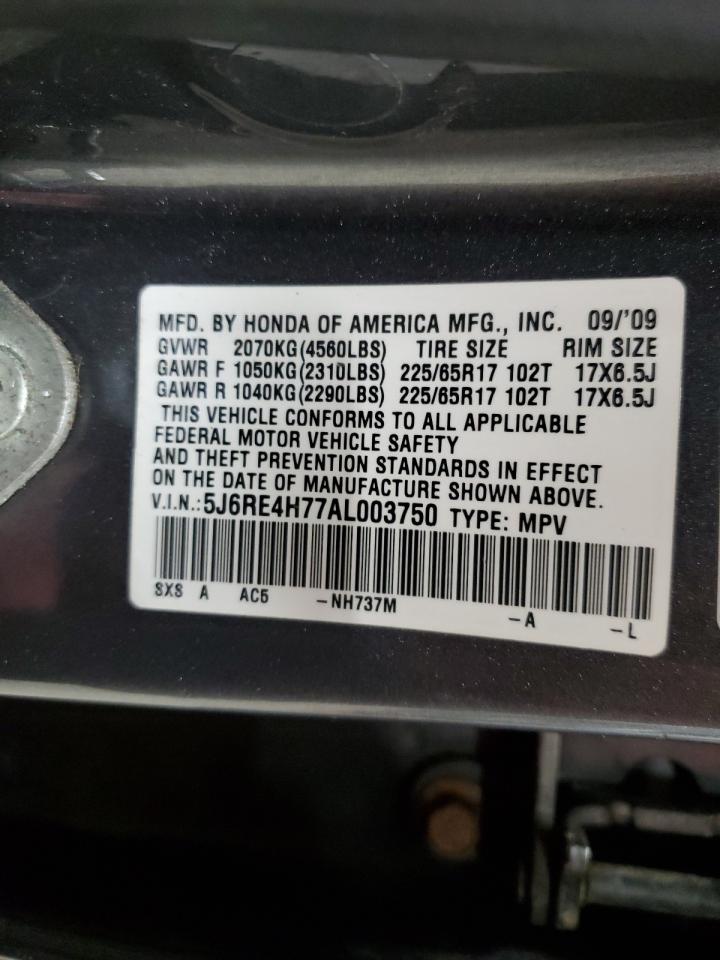 MFD. BY HONDA OF AMERICA MFG., INC. 09/'09
GVWR 2070KG(4560LBS) TIRE SIZE RIM SIZE
GAWR F 1050KG(2310LBS) 225/65R17 102T 17X6.5J
GAWR R 1040KG(2290LBS) 225/65R17 102T 17X6.5J
THIS VEHICLE CONFORMS TO ALL APPLICABLE
FEDERAL MOTOR VEHICLE SAFETY
AND THEFT PREVENTION STANDARDS IN EFFECT
ON THE DATE OF MANUFACTURE SHOWN ABOVE.
V.I.N.:5J6RE4H77AL003750 TYPE: MPV
SXS A AC5 -NH737M -A -L